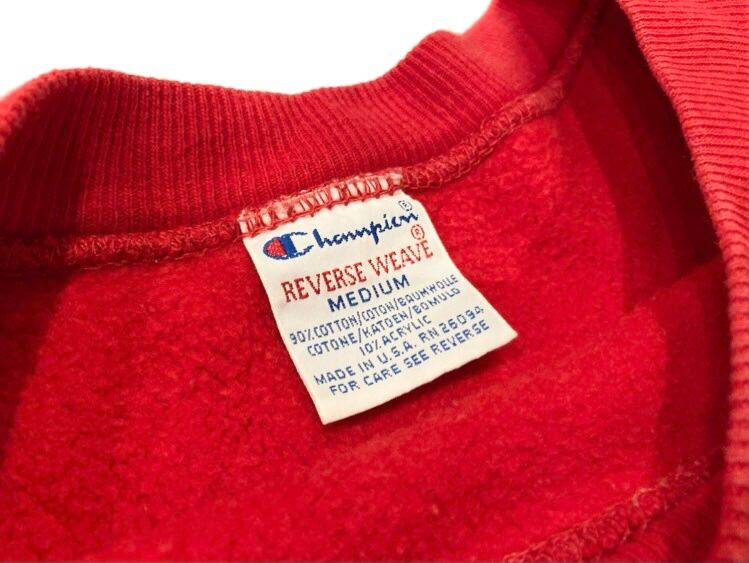 Champion®
REVERSE WEAVE®
MEDIUM
90% COTTON/COTON/BAUMWOLLE
COTONE/KATOEN/BOMULD
10% ACRYLIC
MADE IN U.S.A. RN 26094
FOR CARE SEE REVERSE